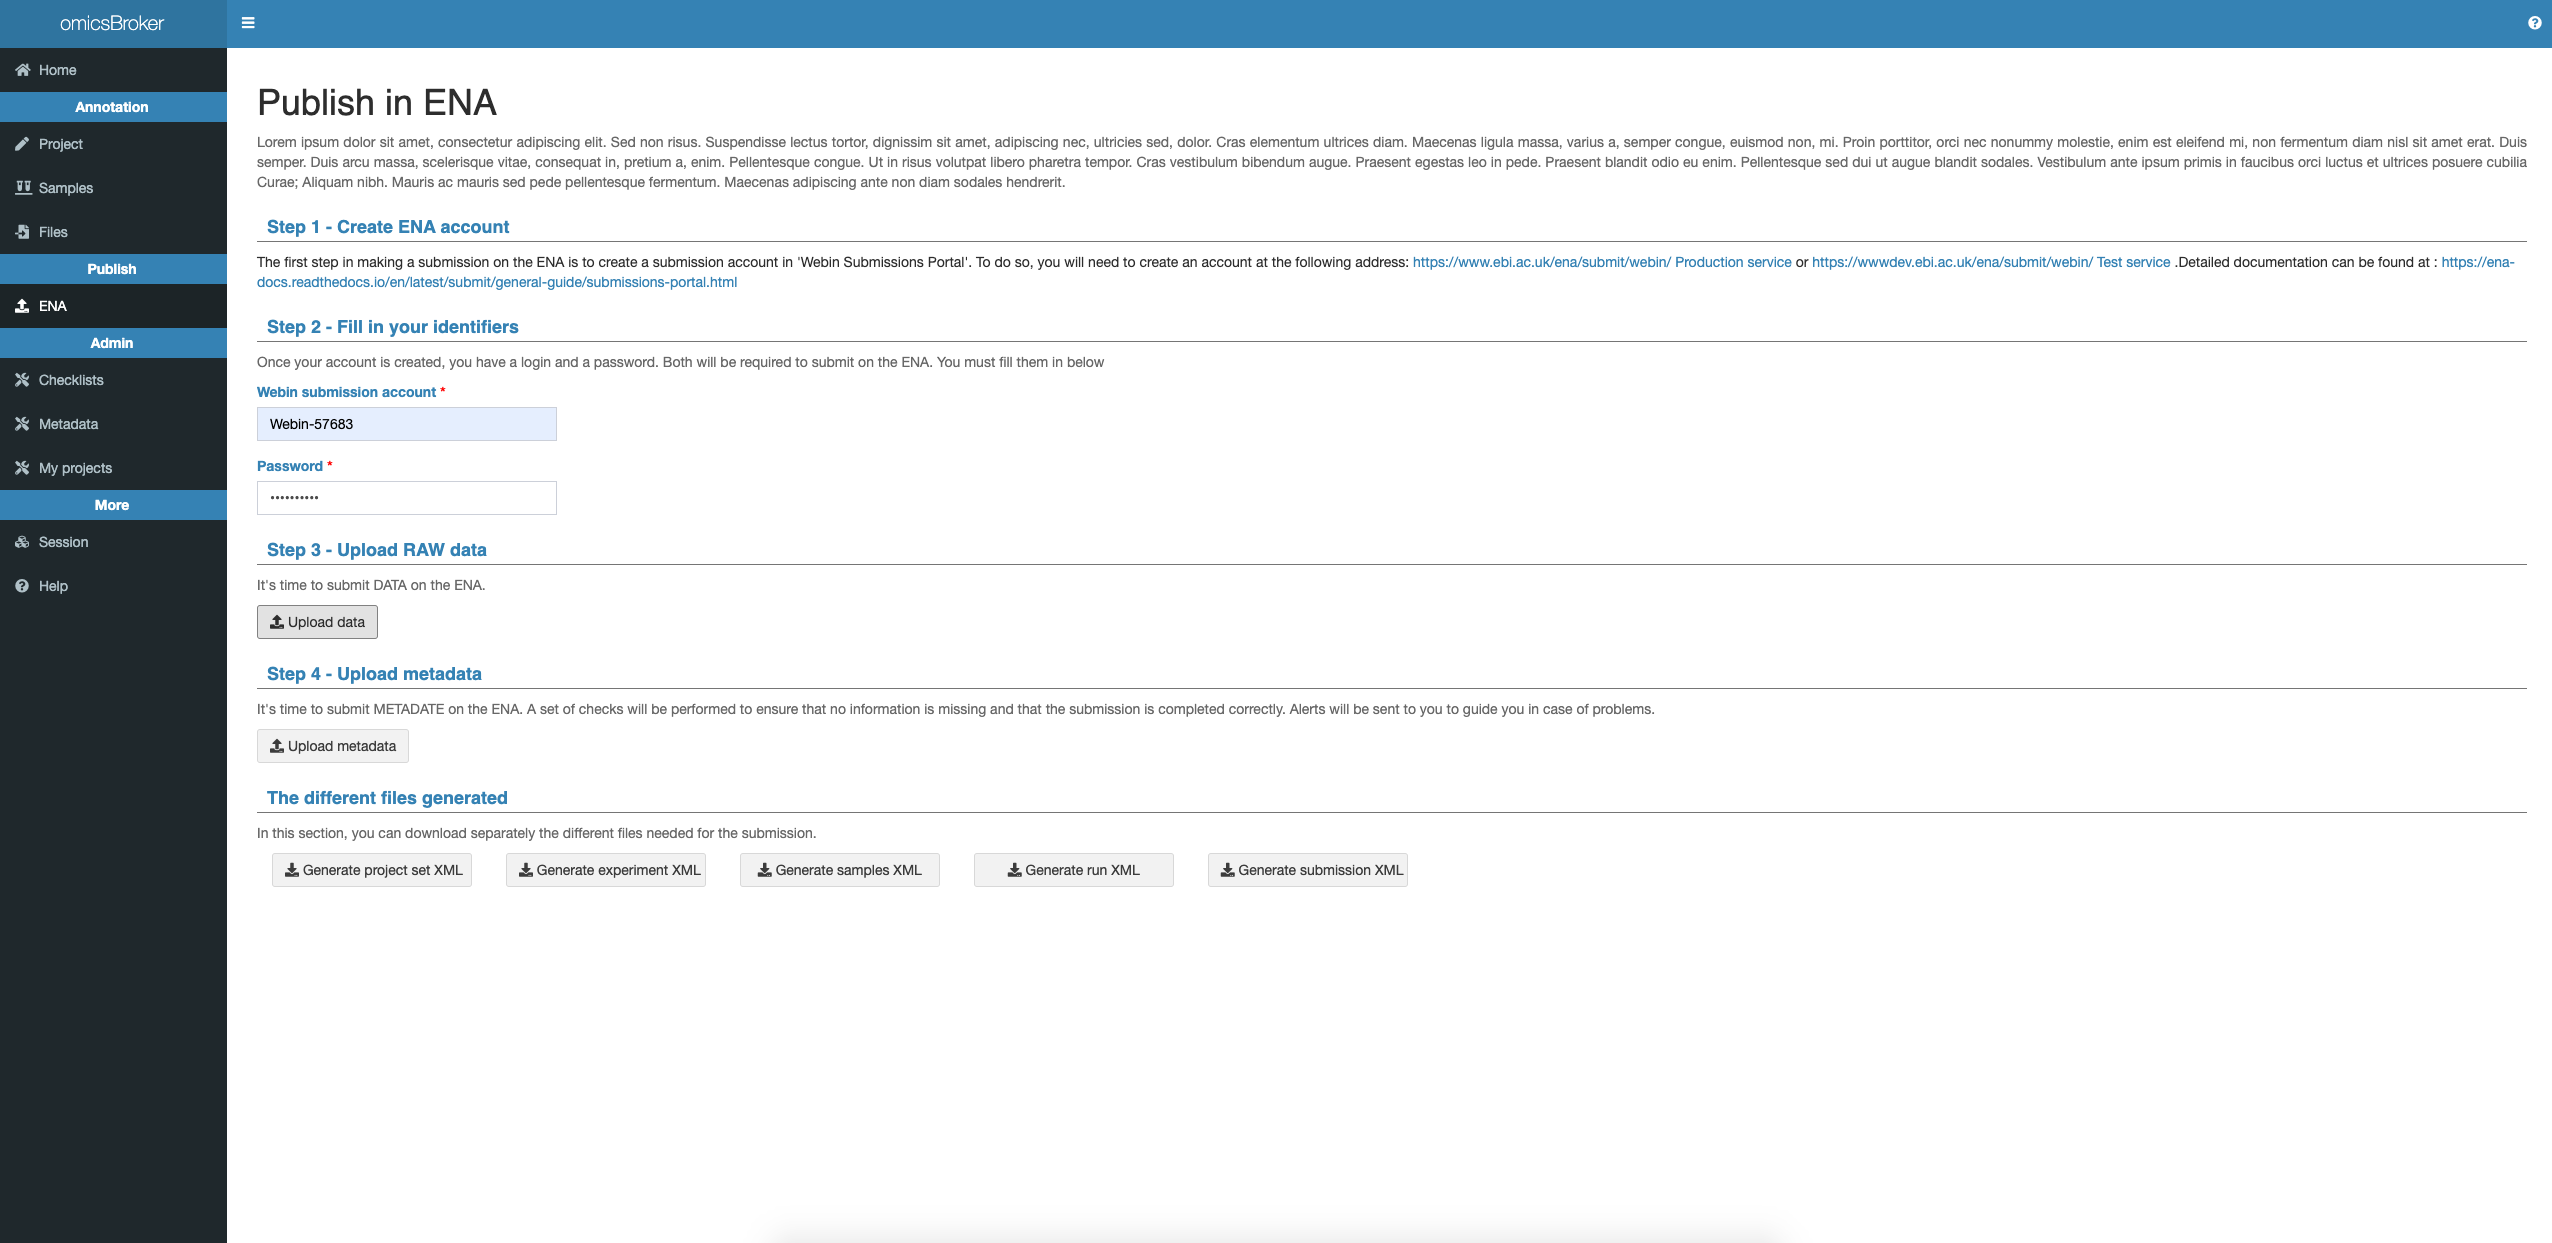 omicsBroker
Home
Annotation
Project
Samples
Files
Publish
ENA
Admin
Checklists
Metadata
My projects
More
Session
Help
Publish in ENA
Lorem ipsum dolor sit amet, consectetur adipiscing elit. Sed non risus. Suspendisse lectus tortor, dignissim sit amet, adipiscing nec, ultricies sed, dolor. Cras elementum ultrices diam. Maecenas ligula massa, varius a, semper congue, euismod non, mi. Proin porttitor, orci nec nonummy molestie, enim est eleifend mi, non fermentum diam nisl sit amet erat. Duis
semper. Duis arcu massa, scelerisque vitae, consequat in, pretium a, enim. Pellentesque congue. Ut in risus volutpat libero pharetra tempor. Cras vestibulum bibendum augue. Praesent egestas leo in pede. Praesent blandit odio eu enim. Pellentesque sed dui ut augue blandit sodales. Vestibulum ante ipsum primis in faucibus orci luctus et ultrices posuere cubilia
Curae; Aliquam nibh. Mauris ac mauris sed pede pellentesque fermentum. Maecenas adipiscing ante non diam sodales hendrerit.
Step 1 - Create ENA account
The first step in making a submission on the ENA is to create a submission account in 'Webin Submissions Portal'. To do so, you will need to create an account at the following address: https://www.ebi.ac.uk/ena/submit/webin/ Production service or https://wwwdev.ebi.ac.uk/ena/submit/webin/ Test service .Detailed documentation can be found at : https://ena-
docs.readthedocs.io/en/latest/submit/general-guide/submissions-portal.html
Step 2 - Fill in your identifiers
Once your account is created, you have a login and a password. Both will be required to submit on the ENA. You must fill them in below
Webin submission account *
Webin-57683
Password *
••••••••••
Step 3 - Upload RAW data
It's time to submit DATA on the ENA.
Upload data
Step 4 - Upload metadata
It's time to submit METADATE on the ENA. A set of checks will be performed to ensure that no information is missing and that the submission is completed correctly. Alerts will be sent to you to guide you in case of problems.
Upload metadata
The different files generated
In this section, you can download separately the different files needed for the submission.
Generate project set XML
Generate experiment XML
Generate samples XML
Generate run XML
Generate submission XML